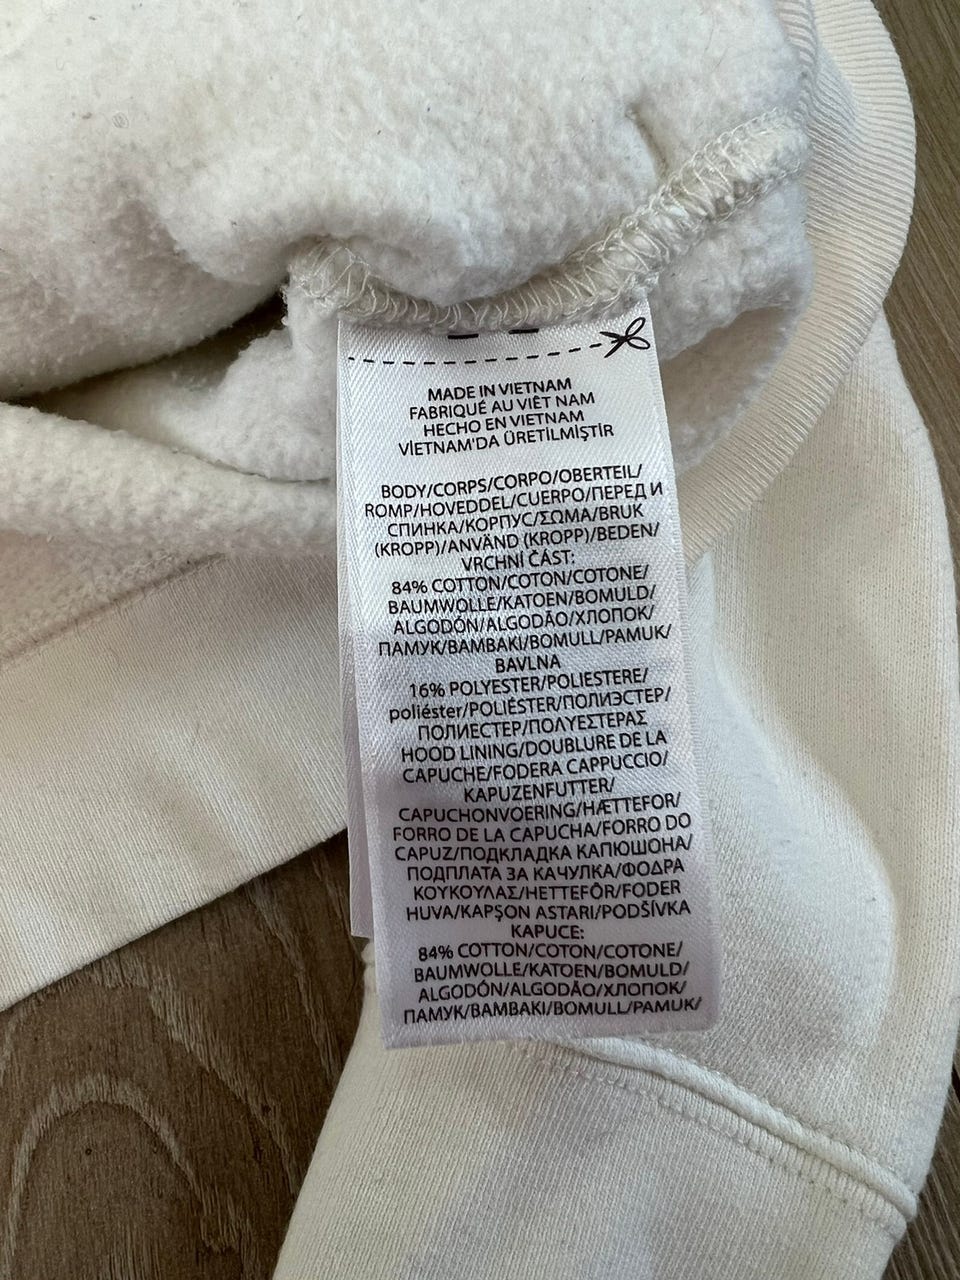 MADE IN VIETNAM
FABRIQUÉ AU VIÊT NAM
HECHO EN VIETNAM
VİETNAM'DA ÜRETİLMİŞTİR
BODY/CORPS/CORPO/OBERTEIL/
ROMP/HOVEDDEL/CUERPO/ПЕРЕД И
СПИНКА/КОРПУС/ΣΩΜΑ/BRUK
(KROPP)/ANVÄND (KROPP)/BEDEN/
VRCHNÍ ČÁST:
84% COTTON/COTON/COTONE/
BAUMWOLLE/KATOEN/BOMULD/
ALGODÓN/ALGODÃO/ХЛОПОК/
ПАМУК/ΒΑΜΒΑΚΙ/BOMULL/PAMUK/
BAVLNA
16% POLYESTER/POLIESTERE/
poliéster/POLIÉSTER/ПОЛИЭСТЕР/
ПОЛИЕСТЕР/ΠΟΛΥΕΣΤΕΡΑΣ
HOOD LINING/DOUBLURE DE LA
CAPUCHE/FODERA CAPPUCCIO/
KAPUZENFUTTER/
CAPUCHONVOERING/HÆTTEFOR/
FORRO DE LA CAPUCHA/FORRO DO
CAPUZ/ПОДКЛАДКА КАПЮШОНА/
ПОДПЛАТА ЗА КАЧУЛКА/ΦΟΔΡΑ
ΚΟΥΚΟΥΛΑΣ/HETTEFÔR/FODER
HUVA/KAPŞON ASTARI/PODŠÍVKA
KAPUCE:
84% COTTON/COTON/COTONE/
BAUMWOLLE/KATOEN/BOMULD/
ALGODÓN/ALGODÃO/ХЛОПОК/
ПАМУК/ΒΑΜΒΑΚΙ/BOMULL/PAMUK/